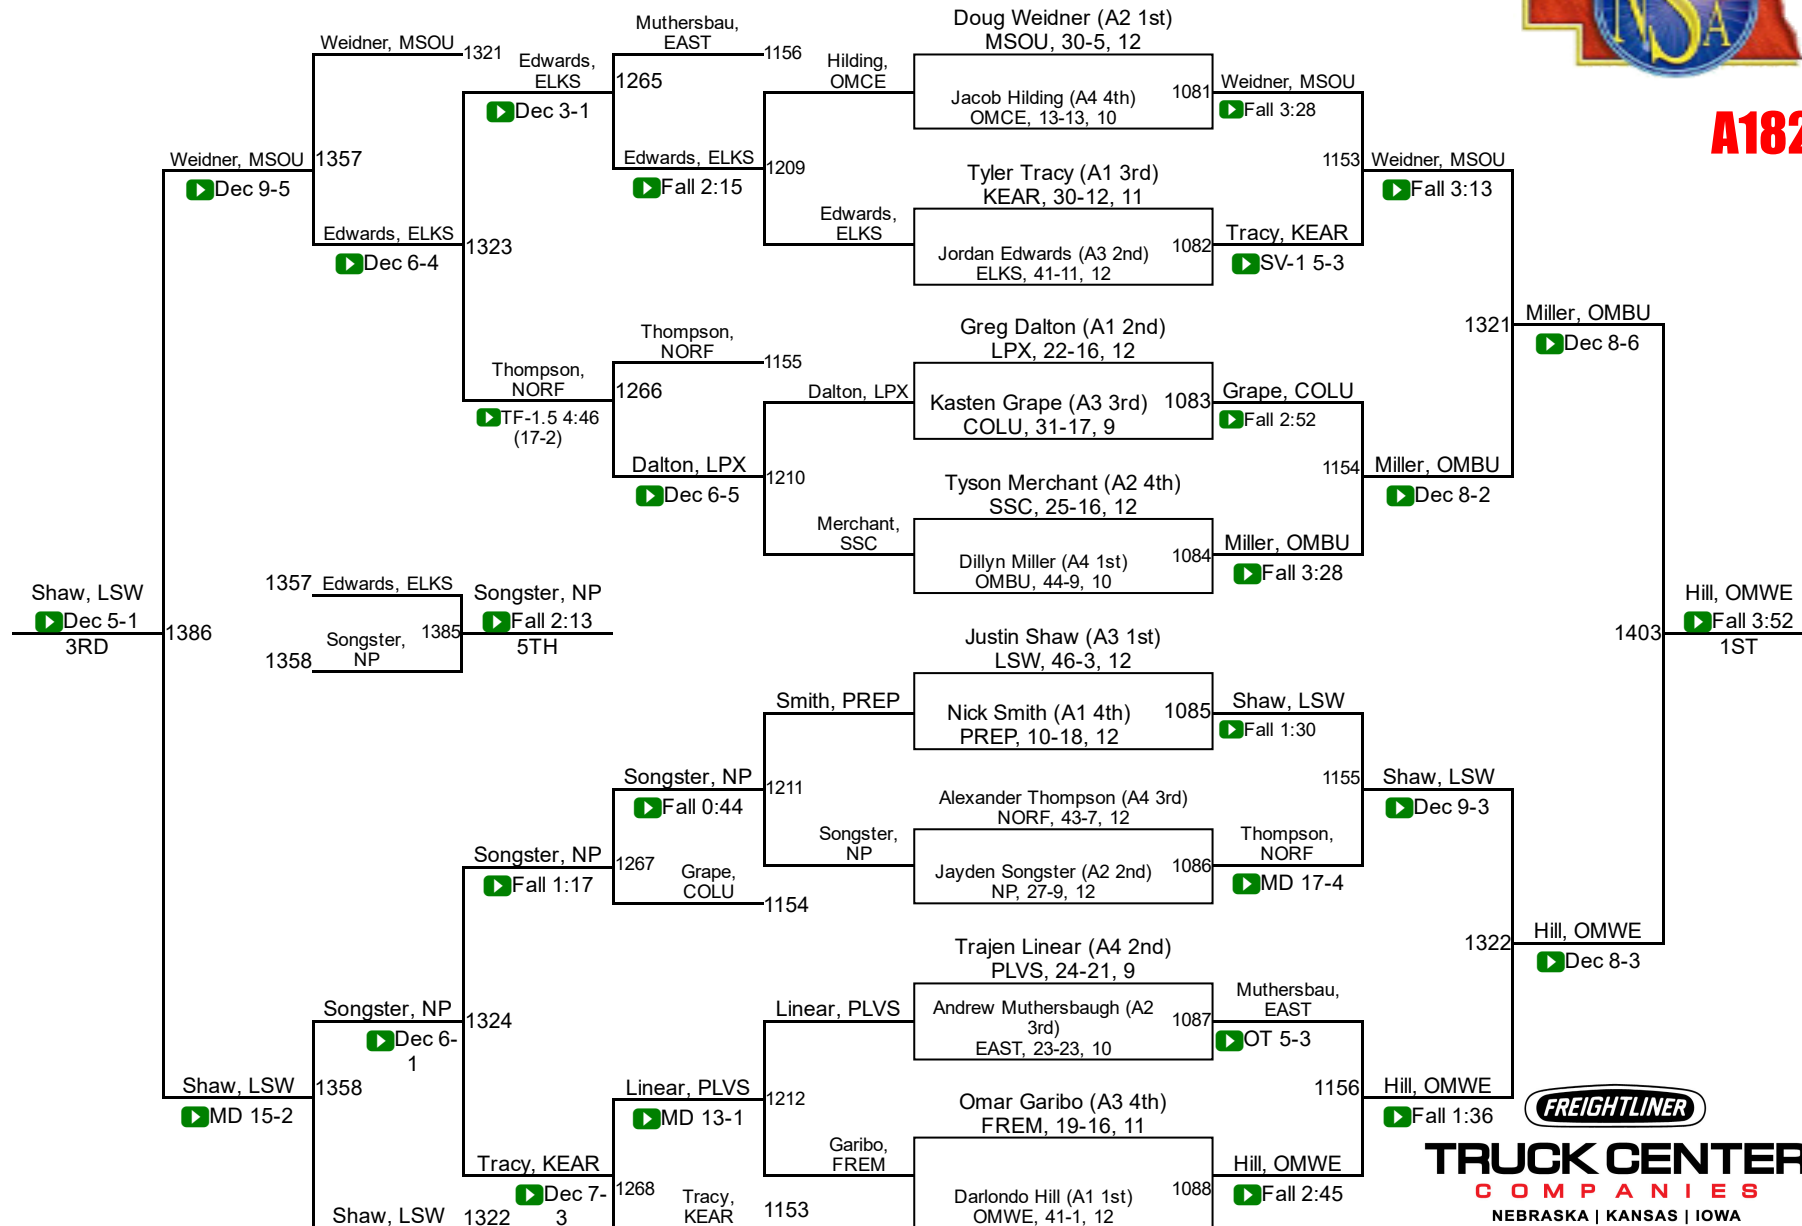 Doug Weidner (A2 1st)
MSOU, 30-5, 12
Jacob Hilding (A4 4th)
OMCE, 13-13, 10
1081
Tyler Tracy (A1 3rd)
KEAR, 30-12, 11
Jordan Edwards (A3 2nd)
ELKS, 41-11, 12
1082
Greg Dalton (A1 2nd)
LPX, 22-16, 12
Kasten Grape (A3 3rd)
COLU, 31-17, 9
1083
Tyson Merchant (A2 4th)
SSC, 25-16, 12
Dillyn Miller (A4 1st)
OMBU, 44-9, 10
1084
Justin Shaw (A3 1st)
LSW, 46-3, 12
Nick Smith (A1 4th)
PREP, 10-18, 12
1085
Alexander Thompson (A4 3rd)
NORF, 43-7, 12
Jayden Songster (A2 2nd)
NP, 27-9, 12
1086
Trajen Linear (A4 2nd)
PLVS, 24-21, 9
Andrew Muthersbaugh (A2
3rd)
EAST, 23-23, 10
1087
Omar Garibo (A3 4th)
FREM, 19-16, 11
Darlondo Hill (A1 1st)
OMWE, 41-1, 12
1088
Weidner, MSOU
Fall 3:28
Tracy, KEAR
SV-1 5-3
Grape, COLU
Fall 2:52
Miller, OMBU
Fall 3:28
Shaw, LSW
Fall 1:30
Thompson,
NORF
MD 17-4
Muthersbau,
EAST
OT 5-3
Hill, OMWE
Fall 2:45
1153
Weidner, MSOU
Fall 3:13
1154
Miller, OMBU
Dec 8-2
1155
Shaw, LSW
Dec 9-3
1156
Hill, OMWE
Fall 1:36
1321
Miller, OMBU
Dec 8-6
1322
Hill, OMWE
Dec 8-3
1403
Hill, OMWE
Fall 3:52
1ST
Hilding,
OMCE
Edwards,
ELKS
Dalton, LPX
Merchant,
SSC
Smith, PREP
Songster,
NP
Linear, PLVS
Garibo,
FREM
Muthersbau,
EAST
1156
Edwards, ELKS
1209
Fall 2:15
Thompson,
NORF
1155
Dalton, LPX
1210
Dec 6-5
Songster, NP
1211
Fall 0:44
Grape,
COLU
1154
Linear, PLVS
1212
MD 13-1
Tracy,
KEAR
1153
Edwards,
ELKS
1265
Dec 3-1
Thompson,
NORF
1266
TF-1.5 4:46
(17-2)
Songster, NP
1267
Fall 1:17
Tracy, KEAR
1268
Dec 7-
3
Weidner, MSOU
1321
Edwards, ELKS
1323
Dec 6-4
Songster, NP
1324
Dec 6-
1
Shaw, LSW
1322
Weidner, MSOU
1357
Dec 9-5
Shaw, LSW
1358
MD 15-2
Shaw, LSW
Dec 5-1
3RD
1386
1357
Edwards, ELKS
1358
Songster,
NP
1385
Songster, NP
Fall 2:13
5TH
NSA
A182
FREIGHTLINER
TRUCK CENTER
COMPANIES
NEBRASKA | KANSAS | IOWA